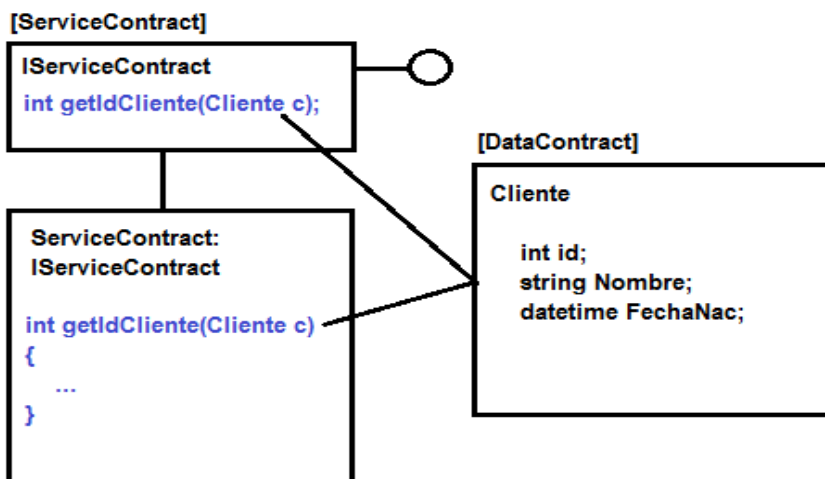 [ServiceContract]
IServiceContract
int getIdCliente(Cliente c);
ServiceContract:
IServiceContract
int getIdCliente(Cliente c)
{
...
}
[DataContract]
Cliente
int id;
string Nombre;
datetime FechaNac;